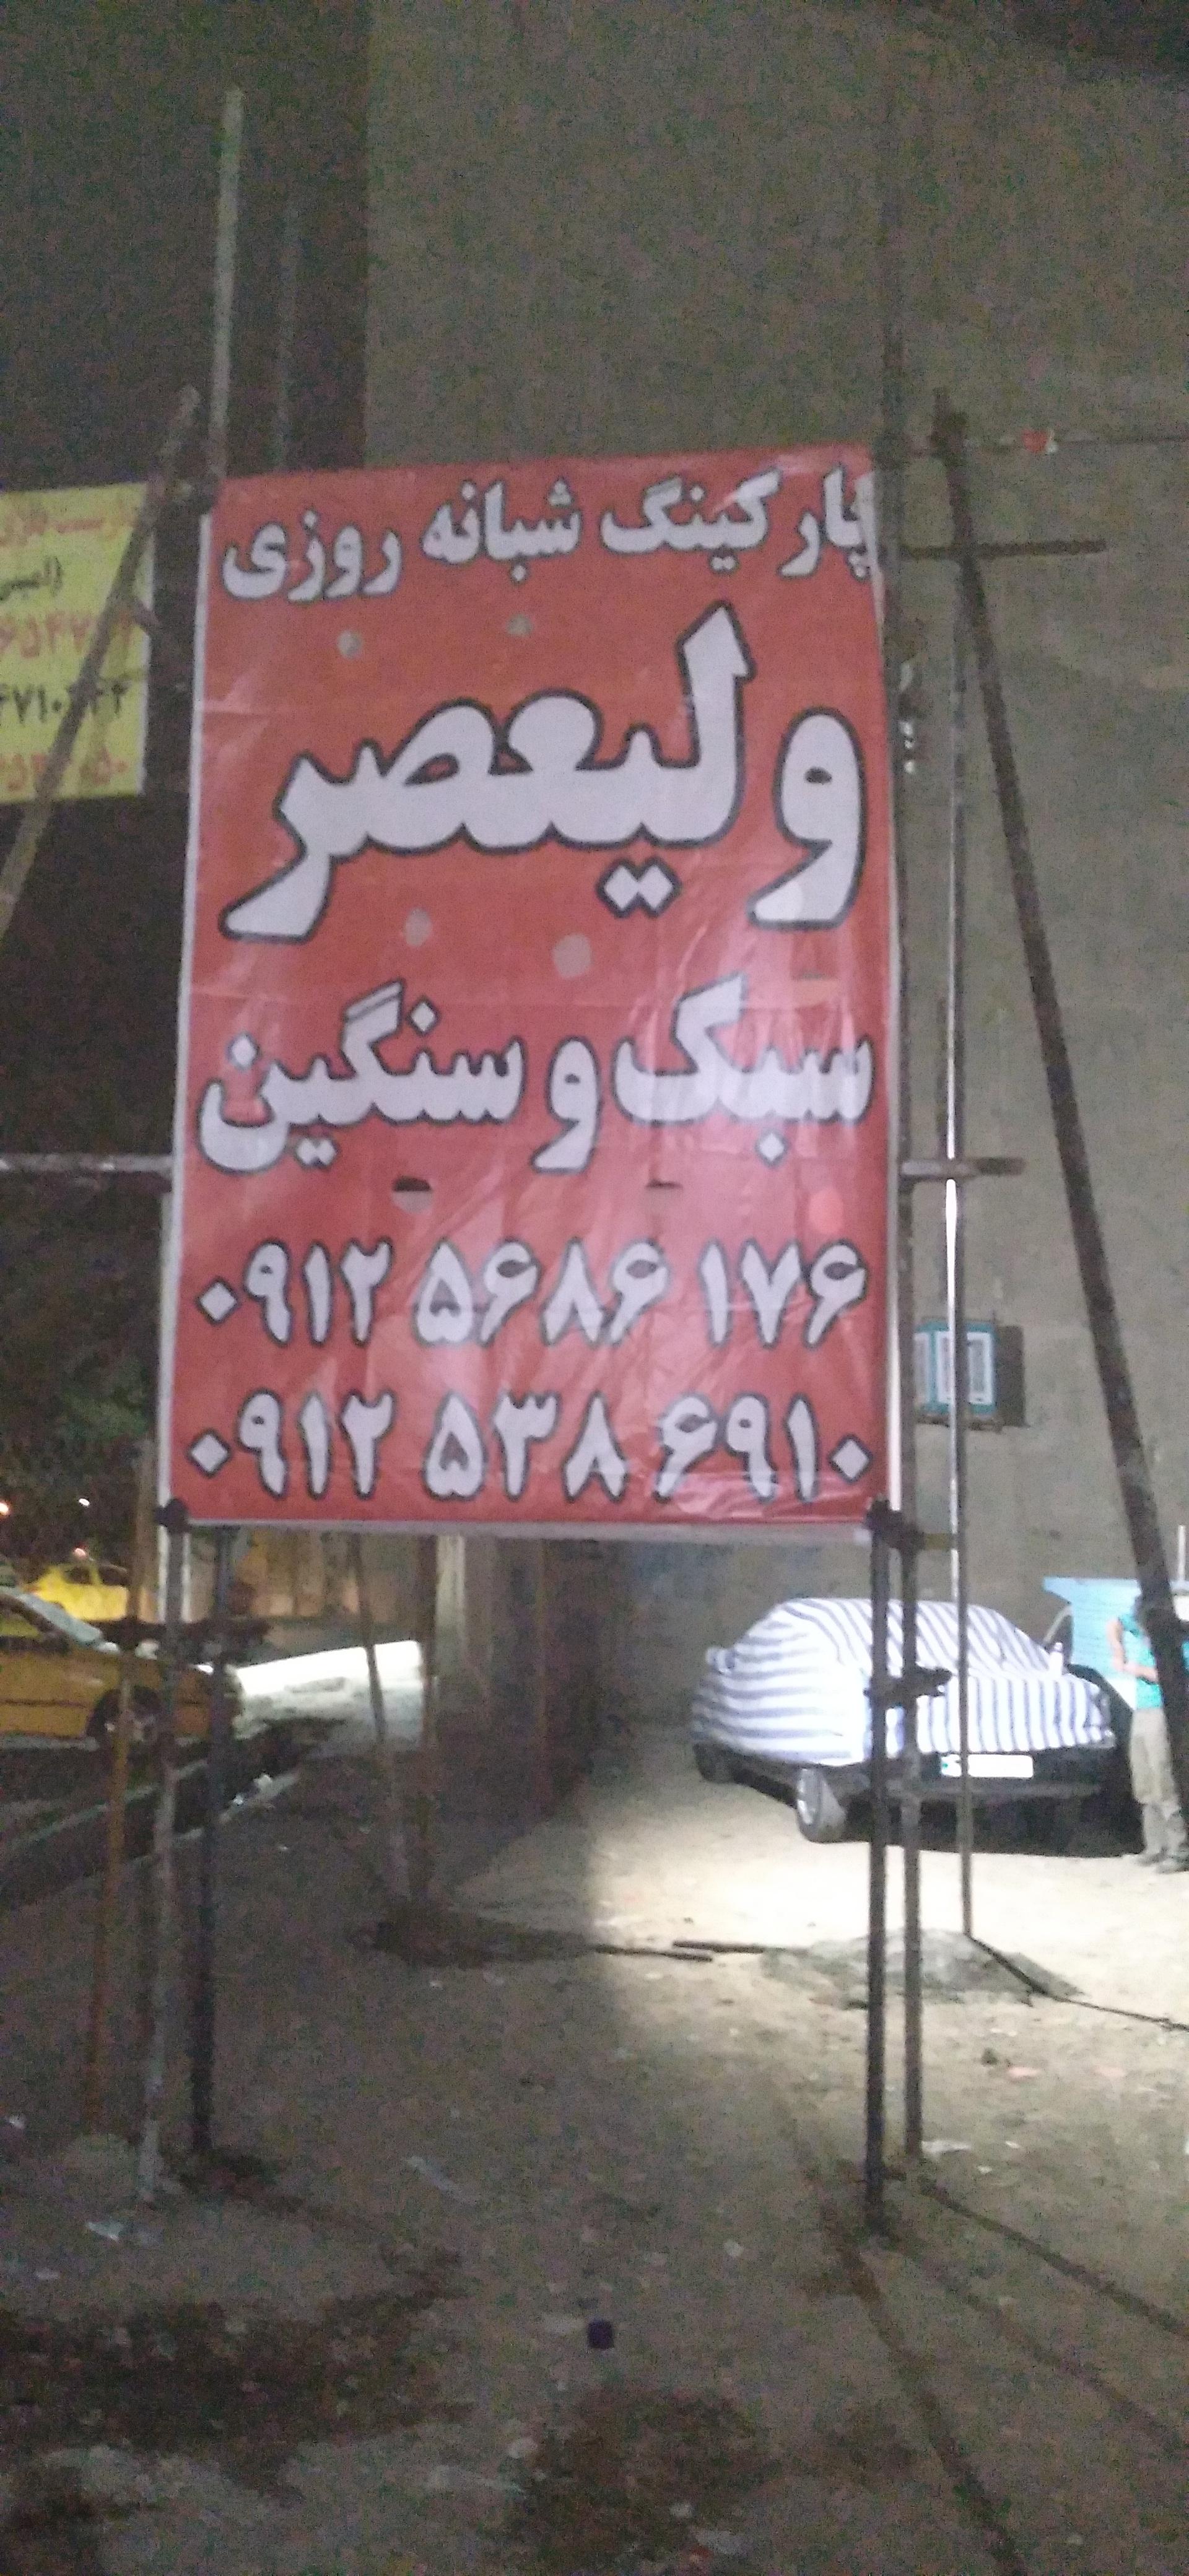 پارکینگ شبانه روزی
ولیعصر
سبک و سنگین
۰۹۱۲ ۵۶۸۶ ۱۷۶
۰۹۱۲ ۵۳۸ ۶۹۱۰